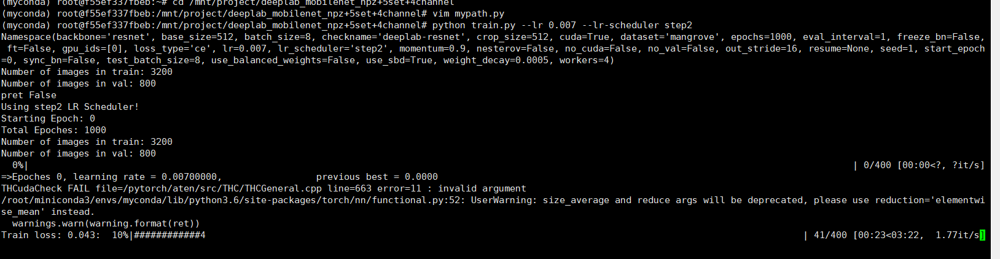 (myconda) root@f55ef337fbeb:~# cd /mnt/project/deeplab_mobilenet_npz+5set+4channel
(myconda) root@f55ef337fbeb:/mnt/project/deeplab_mobilenet_npz+5set+4channel# vim mypath.py
(myconda) root@f55ef337fbeb:/mnt/project/deeplab_mobilenet_npz+5set+4channel# python train.py --lr 0.007 --lr-scheduler step2
Namespace(backbone='resnet', base_size=512, batch_size=8, checkname='deeplab-resnet', crop_size=512, cuda=True, dataset='mangrove', epochs=1000, eval_interval=1, freeze_bn=False,
 ft=False, gpu_ids=[0], loss_type='ce', lr=0.007, lr_scheduler='step2', momentum=0.9, nesterov=False, no_cuda=False, no_val=False, out_stride=16, resume=None, seed=1, start_epoch
=0, sync_bn=False, test_batch_size=8, use_balanced_weights=False, use_sbd=True, weight_decay=0.0005, workers=4)
Number of images in train: 3200
Number of images in val: 800
pret False
Using step2 LR Scheduler!
Starting Epoch: 0
Total Epoches: 1000
Number of images in train: 3200
Number of images in val: 800
  0%| | 0/400 [00:00<?, ?it/s]
=>Epoches 0, learning rate = 0.00700000, previous best = 0.0000
THCudaCheck FAIL file=/pytorch/aten/src/THC/THCGeneral.cpp line=663 error=11 : invalid argument
/root/miniconda3/envs/myconda/lib/python3.6/site-packages/torch/nn/functional.py:52: UserWarning: size_average and reduce args will be deprecated, please use reduction='elementwi
se_mean' instead.
  warnings.warn(warning.format(ret))
Train loss: 0.043:  10%|############4 | 41/400 [00:23<03:22,  1.77it/s]